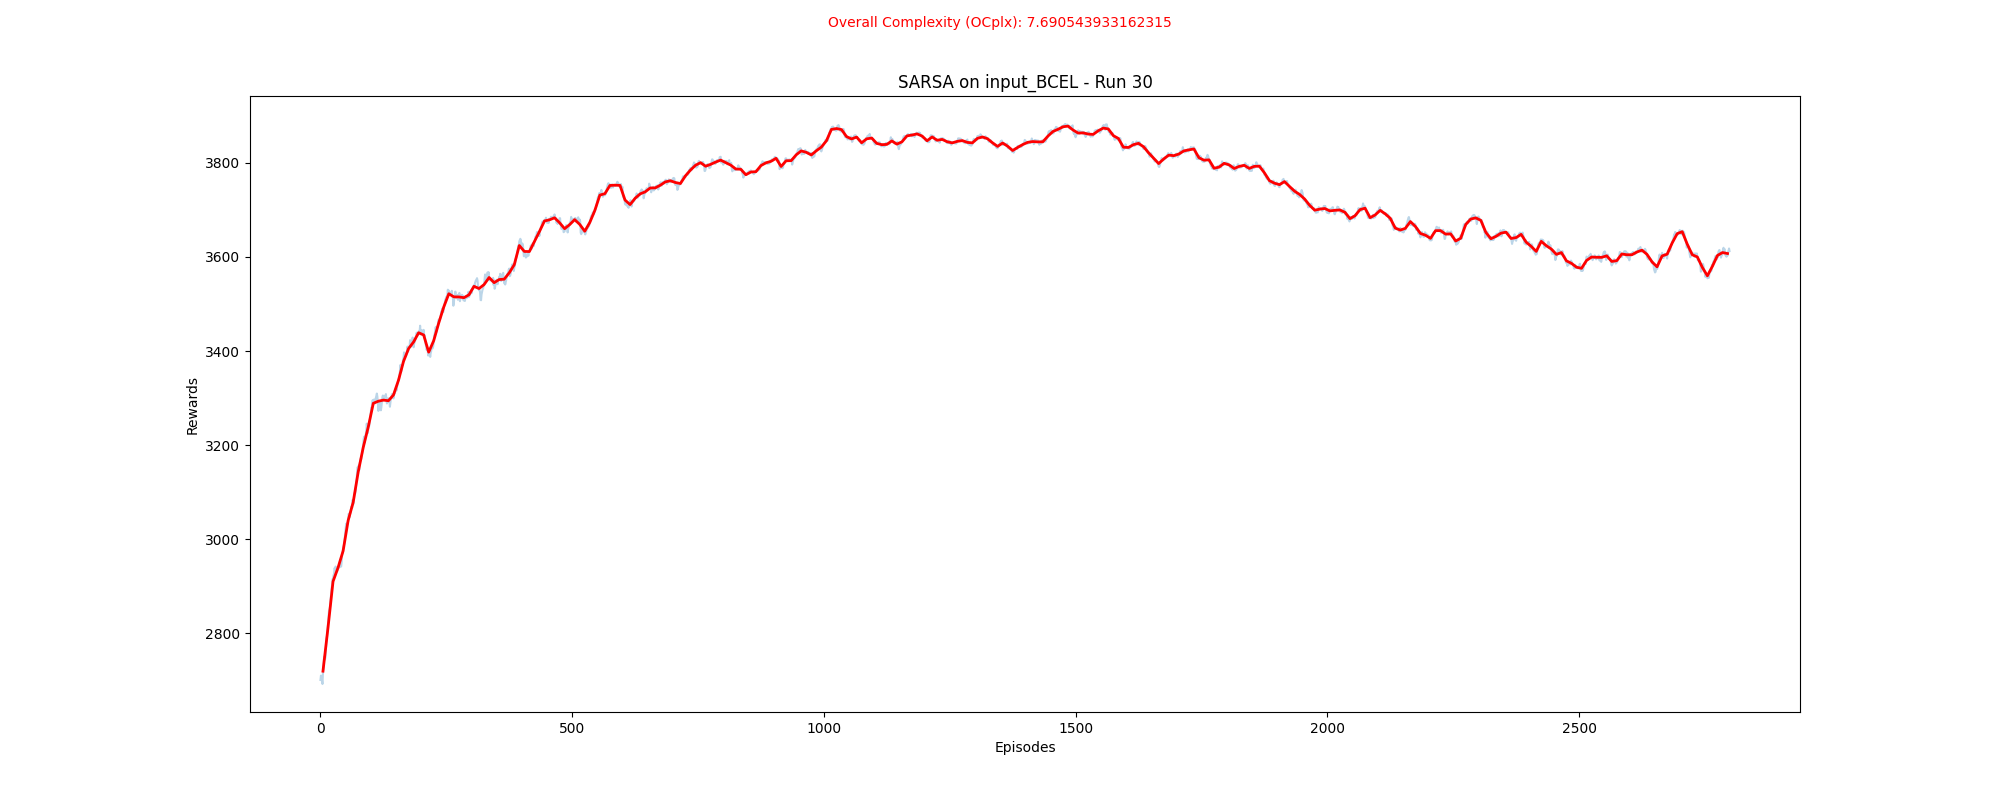 Overall Complexity (OCplx): 7.690543933162315
SARSA on input_BCEL - Run 30
3800
3600
3400
3200
3000
2800
Rewards
0 500 1000 1500 2000 2500
Episodes